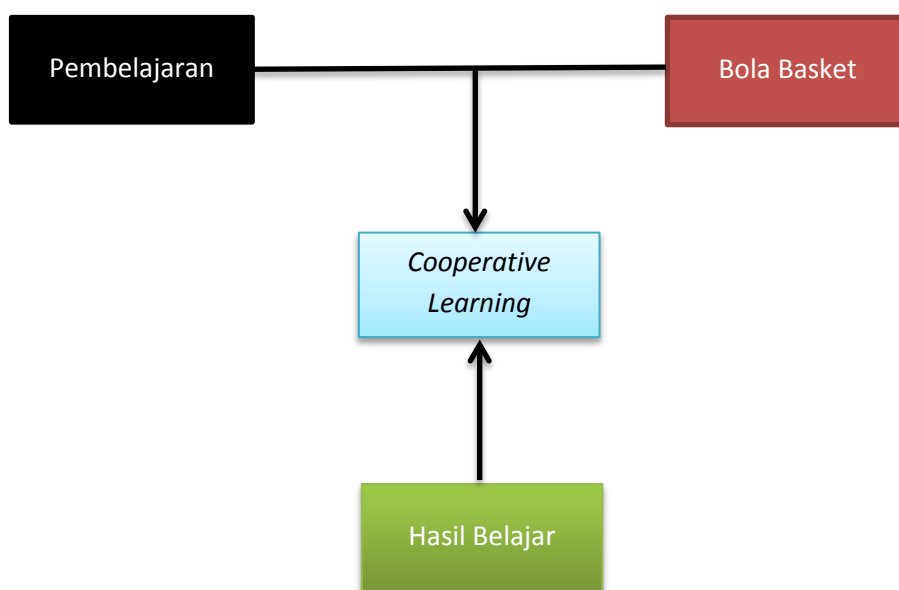 Pembelajaran
Bola Basket
Cooperative
Learning
Hasil Belajar